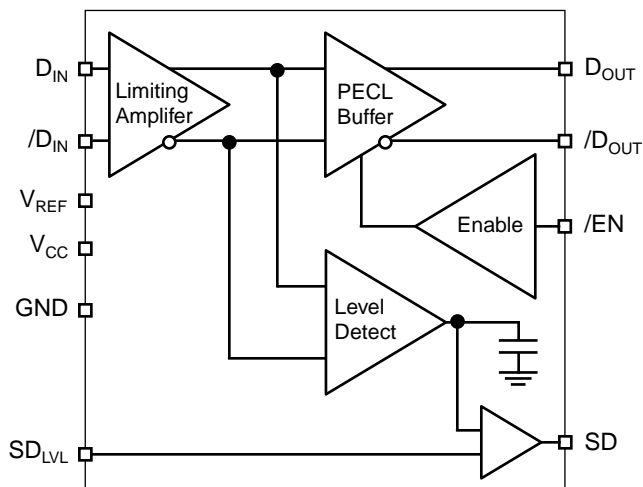 D_IN
Limiting
Amplifer
PECL
Buffer
D_OUT
/D_IN
/D_OUT
V_REF
Enable
/EN
V_CC
GND
Level
Detect
SD_LVL
SD